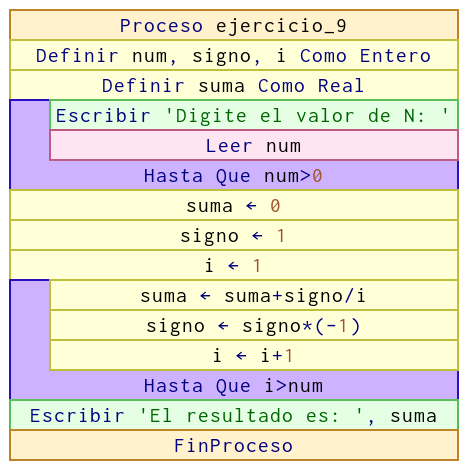 Proceso ejercicio_9
Definir num, signo, i Como Entero
Definir suma Como Real
Escribir 'Digite el valor de N: '
Leer num
Hasta Que num>0
suma ← 0
signo ← 1
i ← 1
suma ← suma+signo/i
signo ← signo*(-1)
i ← i+1
Hasta Que i>num
Escribir 'El resultado es: ', suma
FinProceso